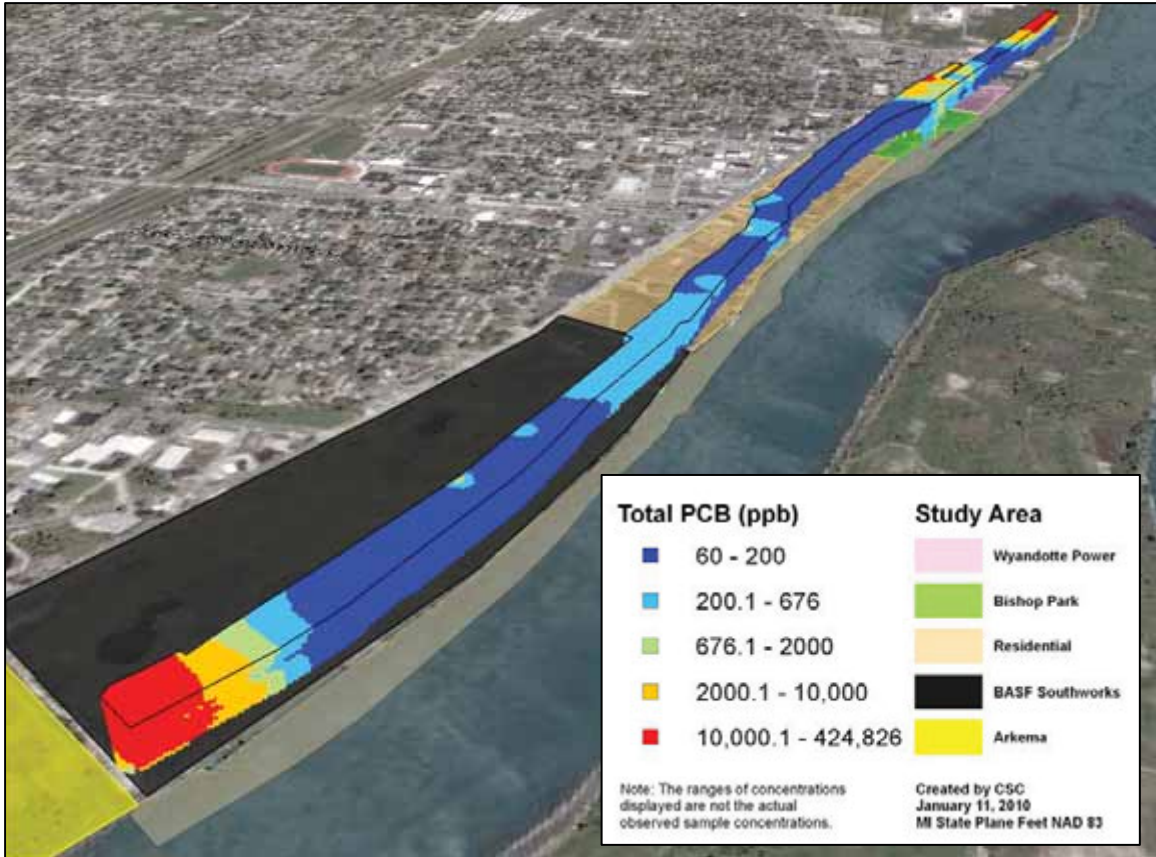 Total PCB (ppb)
60 - 200
200.1 - 676
676.1 - 2000
2000.1 - 10,000
10,000.1 - 424,826
Study Area
Wyandotte Power
Bishop Park
Residential
BASF Southworks
Arkema
Note: The ranges of concentrations
displayed are not the actual
observed sample concentrations.
Created by CSC
January 11, 2010
MI State Plane Feet NAD 83